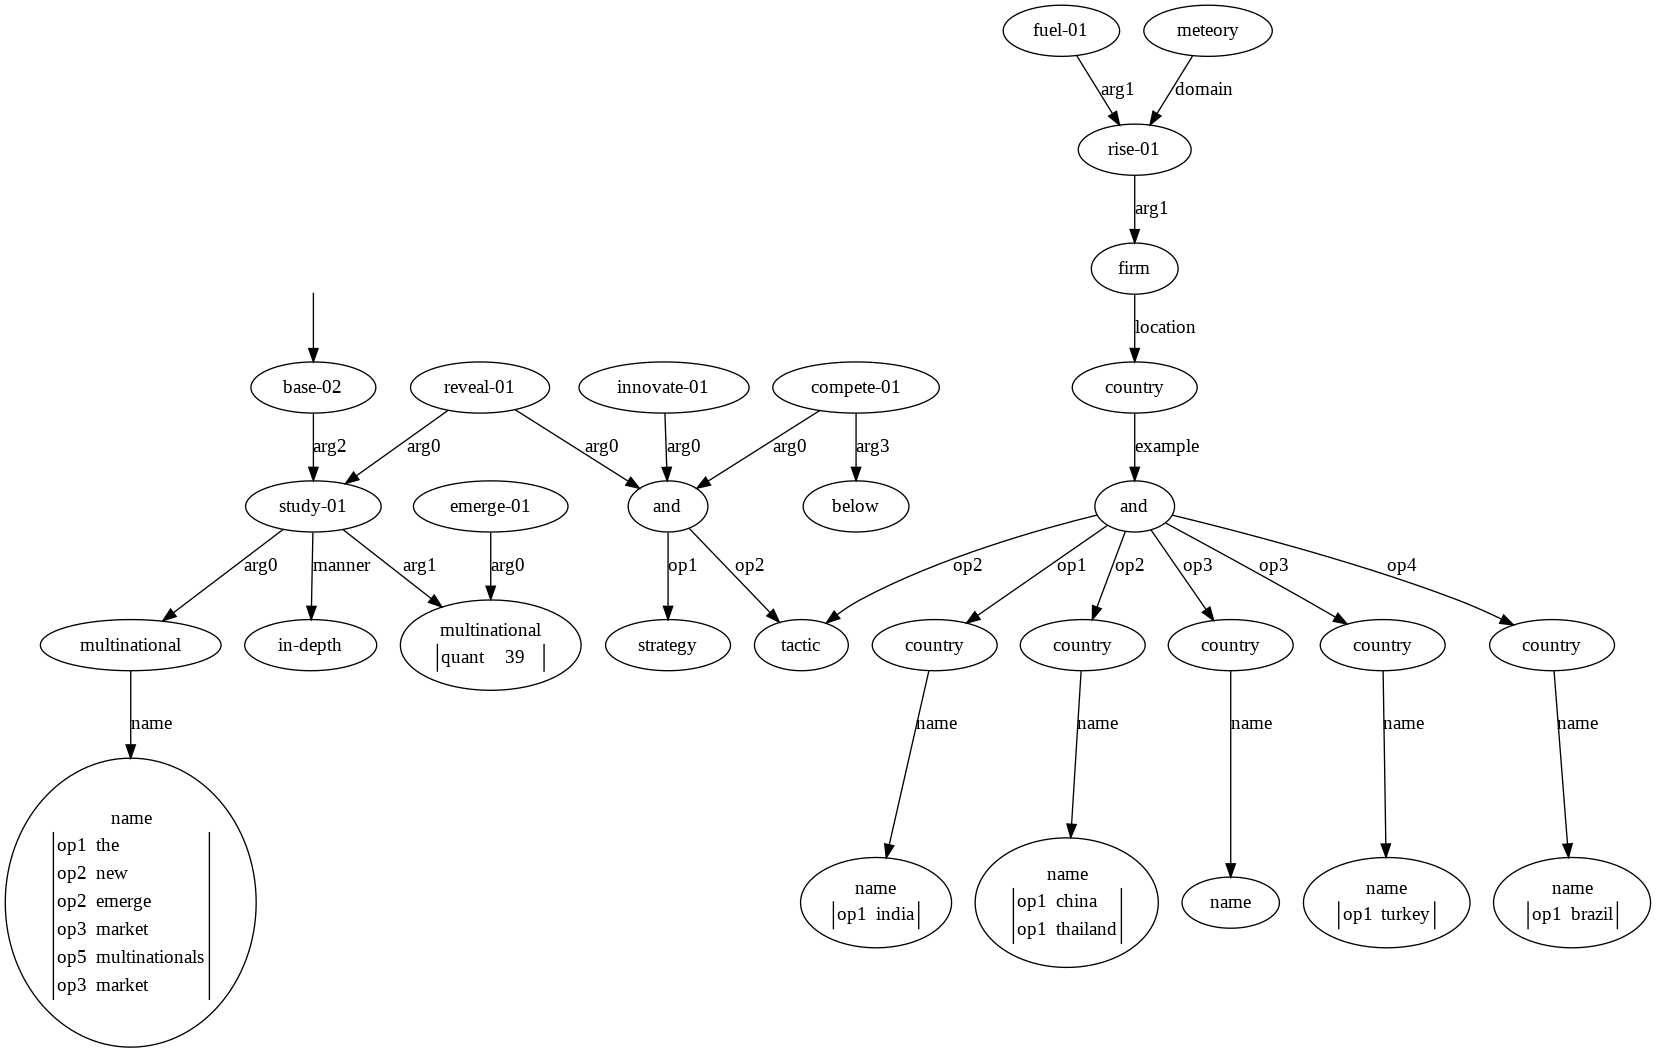 fuel-01 meteory
arg1 domain
rise-01
arg1
firm
location
base-02 reveal-01 innovate-01 compete-01 country
arg2 arg0 arg0 arg0 arg0 arg3 example
study-01 emerge-01 and below and
arg0 manner arg1 arg0 op1 op2 op2 op1 op2 op3 op3 op4
multinational
quant 39
multinational in-depth strategy tactic country country country country country
name name name name name name
name
op1 the
op2 new
op2 emerge
op3 market
op5 multinationals
op3 market
name
op1 india
name
op1 china
op1 thailand
name
name
op1 turkey
name
op1 brazil